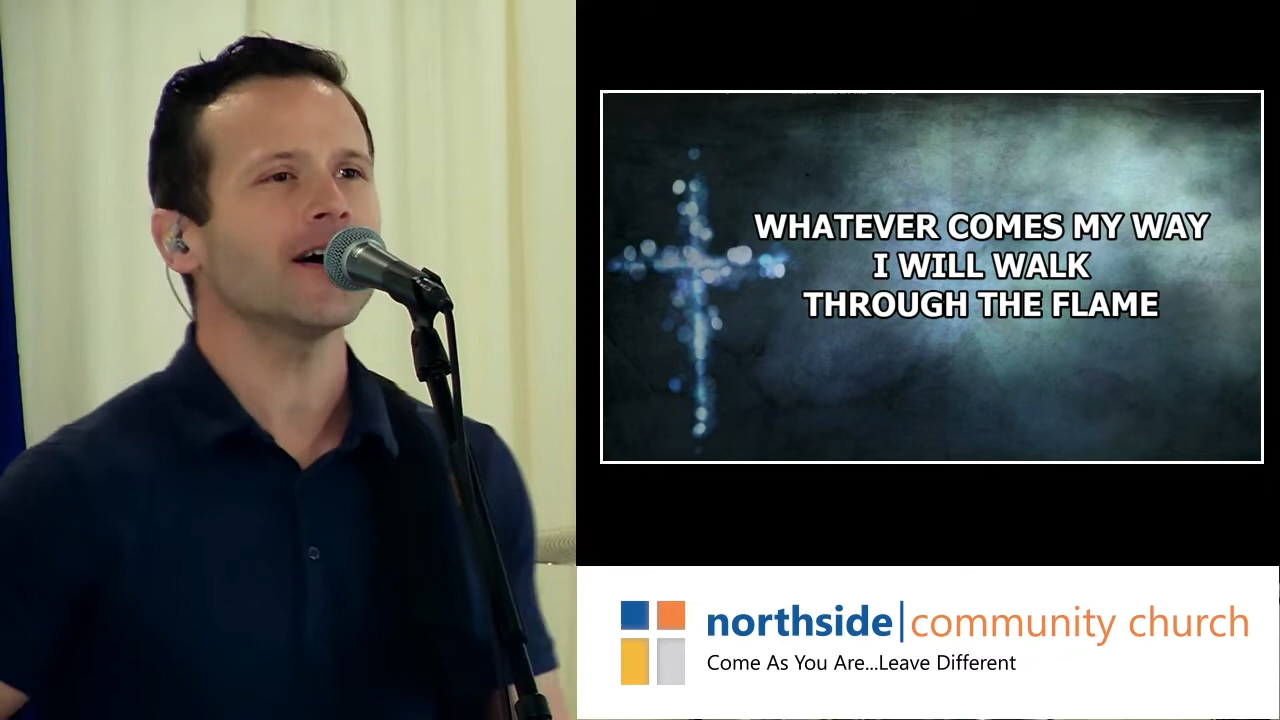 WHATEVER COMES MY WAY
I WILL WALK
THROUGH THE FLAME
northside|community church
Come As You Are...Leave Different